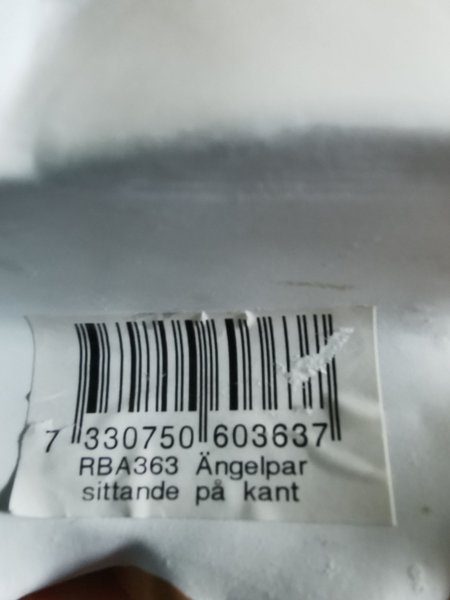 7 330750 603637
RBA363 Ängelpar
sittande på kant